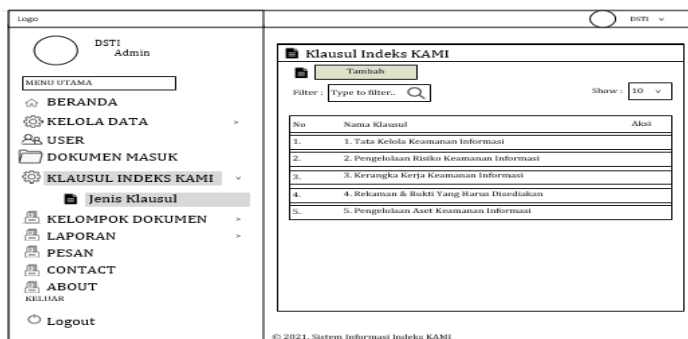 Logo
DSTI v
DSTI
Admin
MENU UTAMA
BERANDA
KELOLA DATA >
USER
DOKUMEN MASUK
KLAUSUL INDEKS KAMI v
Jenis Klausul
KELOMPOK DOKUMEN >
LAPORAN >
PESAN
CONTACT
ABOUT
KELUAR
Logout
Klausul Indeks KAMI
Tambah
Filter : Type to filter.. Show : 10 v
No Nama Klausul Aksi
1. 1. Tata Kelola Keamanan Informasi
2. 2. Pengelolaan Risiko Keamanan Informasi
3. 3. Kerangka Kerja Keamanan Informasi
4. 4. Rekaman & Bukti Yang Harus Disediakan
5. 5. Pengelolaan Aset Keamanan Informasi
© 2021. Sistem Informasi Indeks KAMI